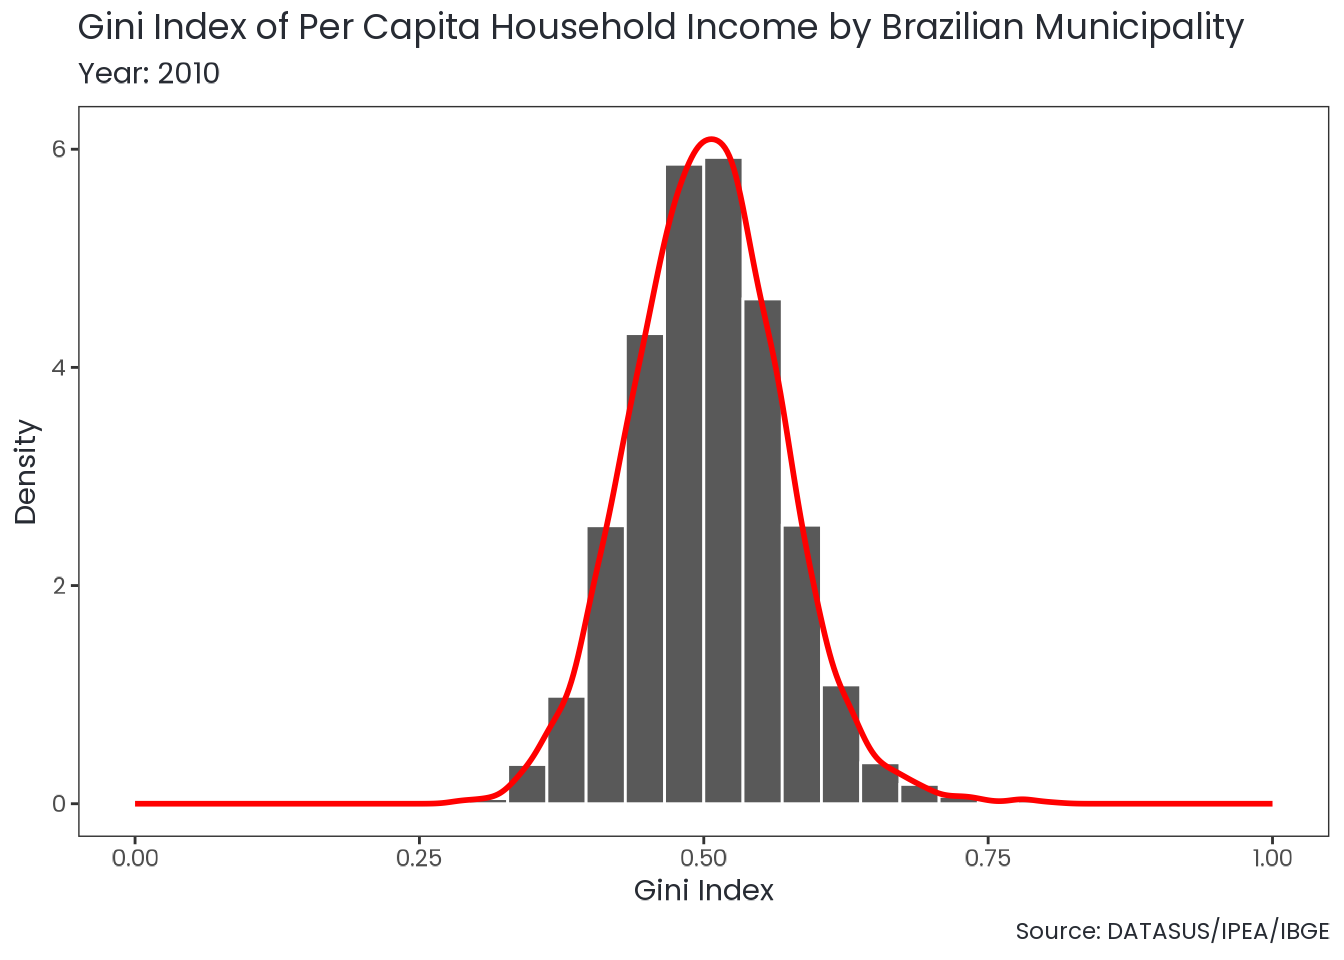 Gini Index of Per Capita Household Income by Brazilian Municipality
Year: 2010
Density
6
4
2
0
0.00 0.25 0.50 0.75 1.00
Gini Index
Source: DATASUS/IPEA/IBGE